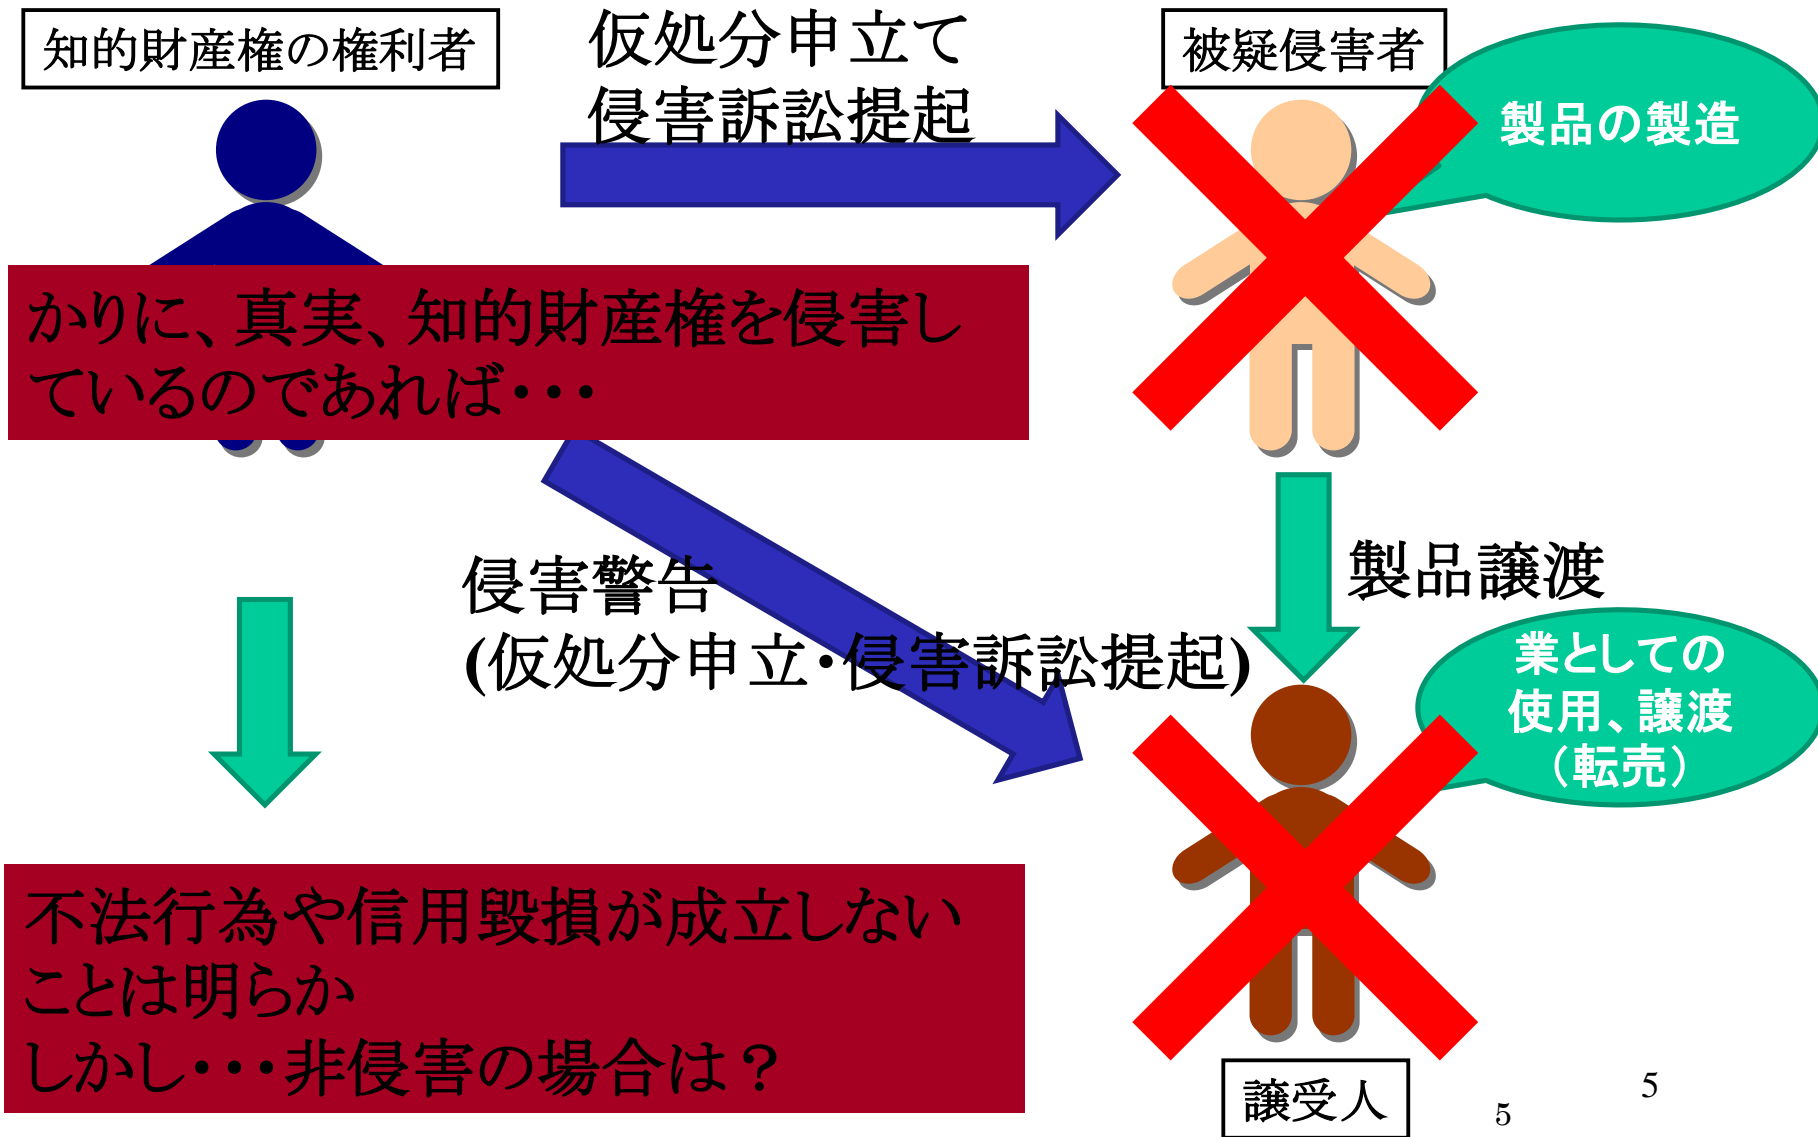 知的財産権の権利者
仮処分申立て
侵害訴訟提起
被疑侵害者
製品の製造
かりに、真実、知的財産権を侵害し
ているのであれば・・・
侵害警告
(仮処分申立・侵害訴訟提起)
製品譲渡
業としての
使用、譲渡
（転売）
不法行為や信用毀損が成立しない
ことは明らか
しかし・・・非侵害の場合は？
譲受人
5
5